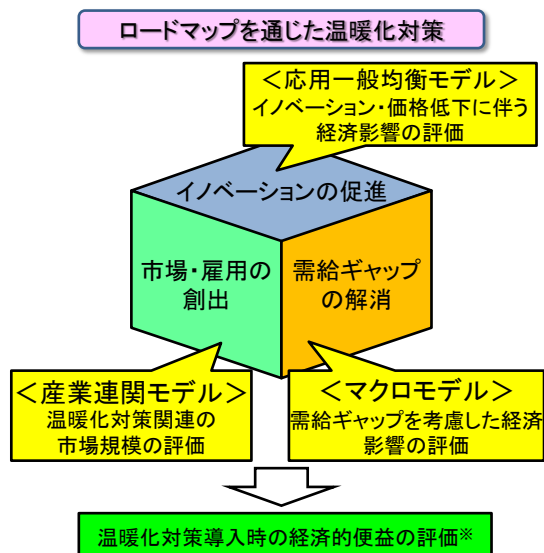 ロードマップを通じた温暖化対策
＜応用一般均衡モデル＞
イノベーション・価格低下に伴う
経済影響の評価
イノベーションの促進
市場・雇用の
創出
需給ギャップ
の解消
＜産業連関モデル＞
温暖化対策関連の
市場規模の評価
＜マクロモデル＞
需給ギャップを考慮した経済
影響の評価
温暖化対策導入時の経済的便益の評価※